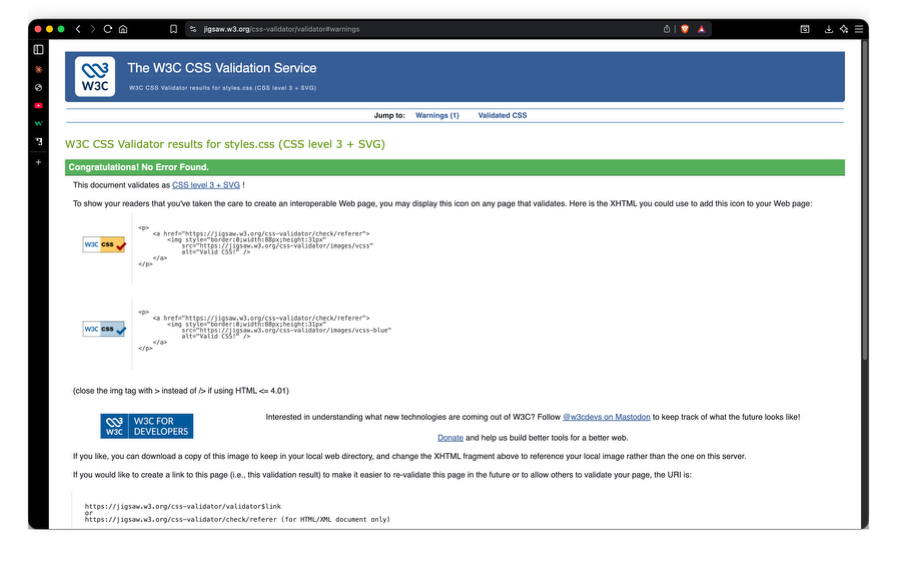 jigsaw.w3.org/css-validator/validator#warnings
W3C
The W3C CSS Validation Service
W3C CSS Validator results for styles.css (CSS level 3 + SVG)
Jump to: Warnings (1) Validated CSS
W3C CSS Validator results for styles.css (CSS level 3 + SVG)
Congratulations! No Error Found.
This document validates as CSS level 3 + SVG !
To show your readers that you've taken the care to create an interoperable Web page, you may display this icon on any page that validates. Here is the XHTML you could use to add this icon to your Web page:
W3C css
<p>
<a href="https://jigsaw.w3.org/css-validator/check/referer">
<img style="border:0;width:88px;height:31px"
src="https://jigsaw.w3.org/css-validator/images/vcss"
alt="Valid CSS!" />
</a>
</p>
W3C css
<p>
<a href="https://jigsaw.w3.org/css-validator/check/referer">
<img style="border:0;width:88px;height:31px"
src="https://jigsaw.w3.org/css-validator/images/vcss-blue"
alt="Valid CSS!" />
</a>
</p>
(close the img tag with > instead of /> if using HTML <= 4.01)
W3C
W3C FOR
DEVELOPERS
Interested in understanding what new technologies are coming out of W3C? Follow @w3cdevs on Mastodon to keep track of what the future looks like!
Donate and help us build better tools for a better web.
If you like, you can download a copy of this image to keep in your local web directory, and change the XHTML fragment above to reference your local image rather than the one on this server.
If you would like to create a link to this page (i.e., this validation result) to make it easier to re-validate this page in the future or to allow others to validate your page, the URI is:
https://jigsaw.w3.org/css-validator/validator$link
or
https://jigsaw.w3.org/css-validator/check/referer (for HTML/XML document only)